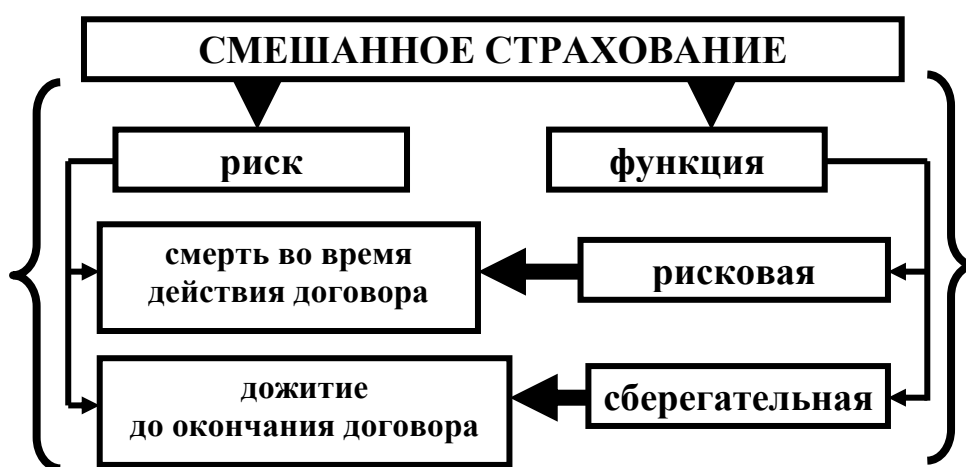 СМЕШАННОЕ СТРАХОВАНИЕ
риск
функция
смерть во время
действия договора
рисковая
дожитие
до окончания договора
сберегательная